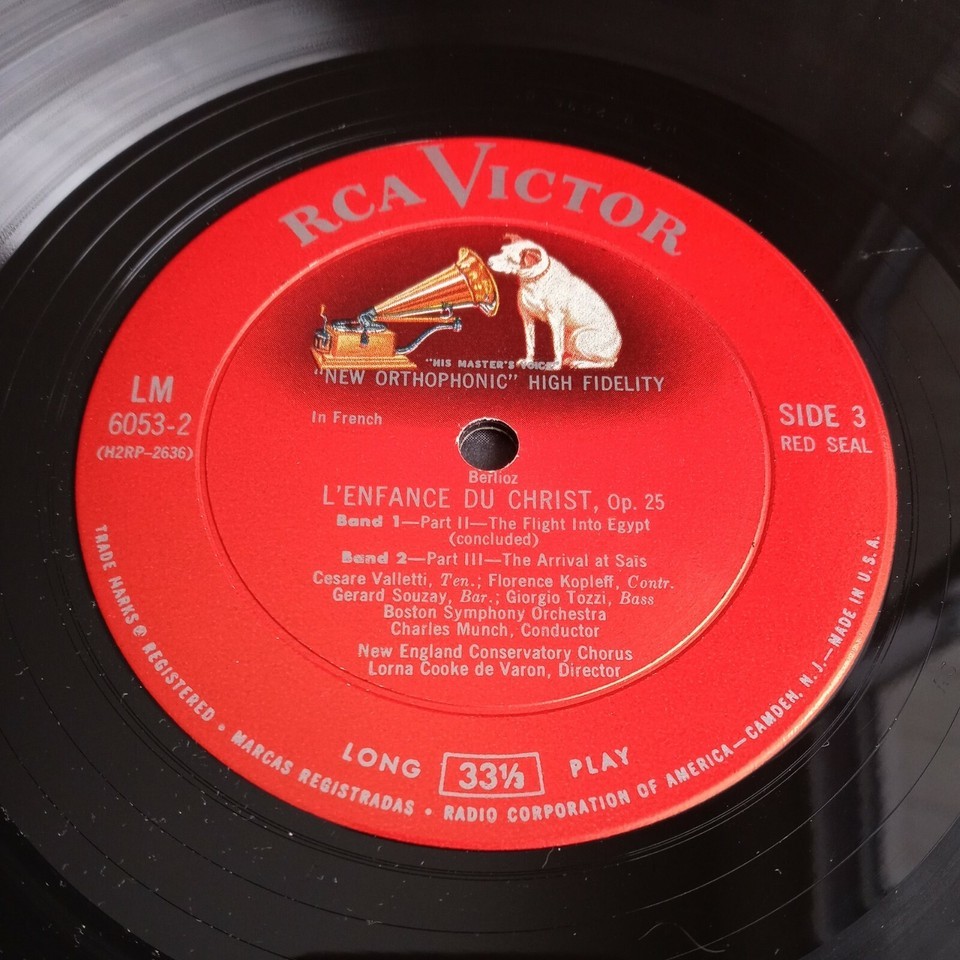 RCA VICTOR
"HIS MASTER'S VOICE"
"NEW ORTHOPHONIC" HIGH FIDELITY
LM
6053-2
(H2RP-2636)
In French
SIDE 3
RED SEAL
Berlioz
L'ENFANCE DU CHRIST, Op. 25
Band 1—Part II—The Flight Into Egypt
(concluded)
Band 2—Part III—The Arrival at Saïs
Cesare Valletti, Ten.; Florence Kopleff, Contr.
Gerard Souzay, Bar.; Giorgio Tozzi, Bass
Boston Symphony Orchestra
Charles Munch, Conductor
New England Conservatory Chorus
Lorna Cooke de Varon, Director
LONG 33⅓ PLAY
TRADE MARKS ® REGISTERED • MARCAS REGISTRADAS • RADIO CORPORATION OF AMERICA—CAMDEN, N. J.—MADE IN U. S. A.